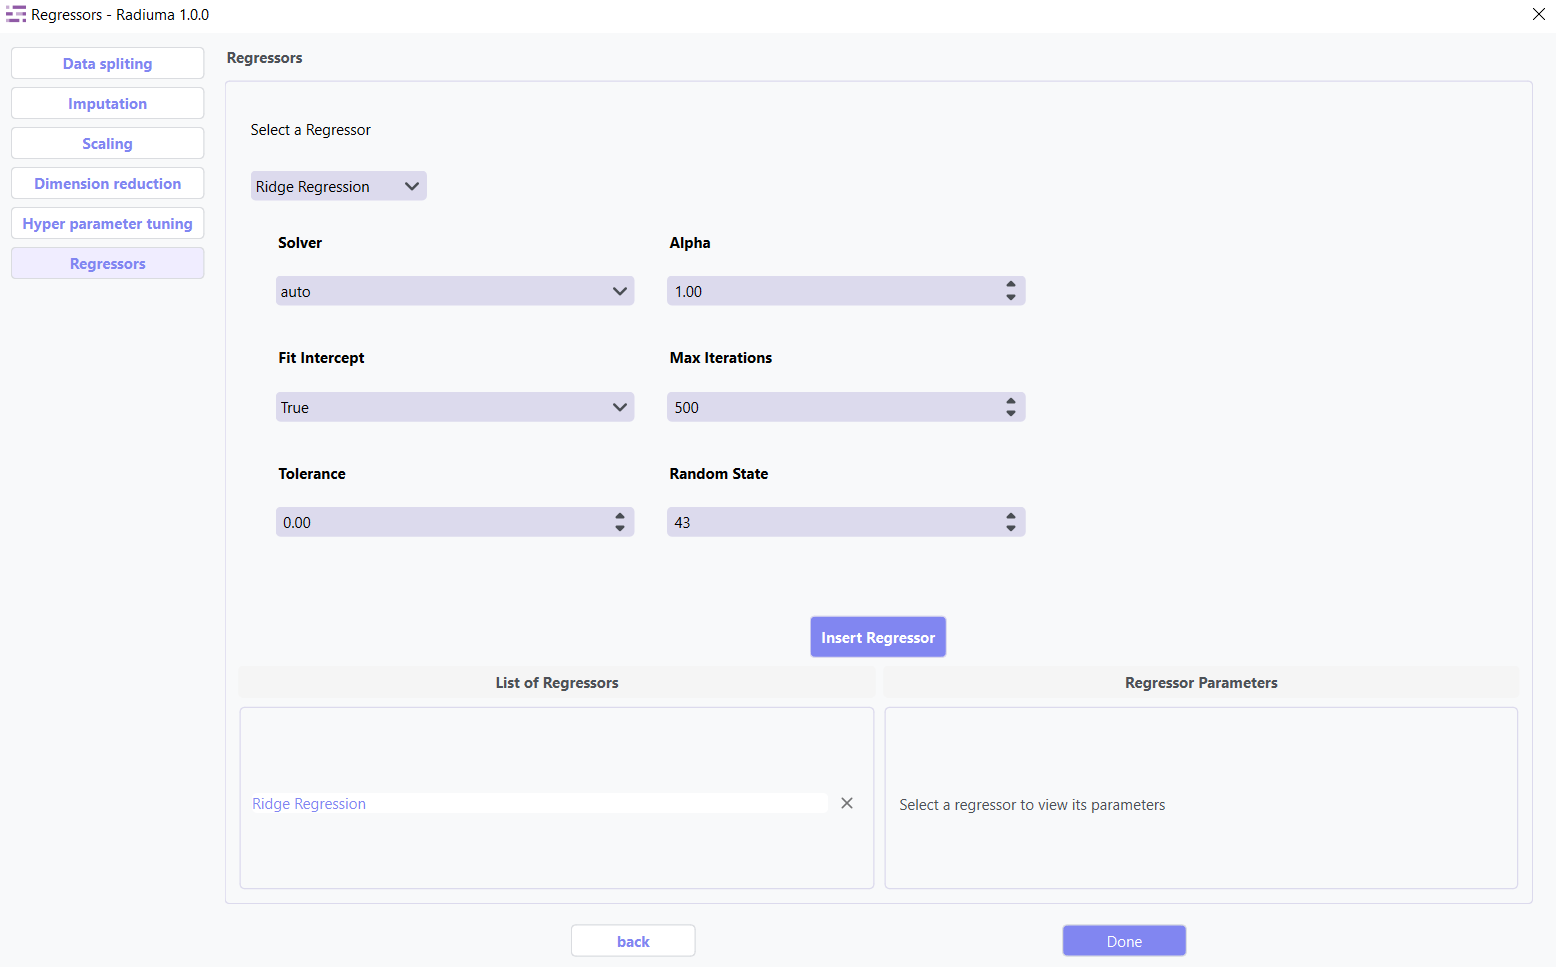 Regressors - Radiuma 1.0.0
Data spliting
Imputation
Scaling
Dimension reduction
Hyper parameter tuning
Regressors
Regressors
Select a Regressor
Ridge Regression
Solver
Alpha
auto
1.00
Fit Intercept
Max Iterations
True
500
Tolerance
Random State
0.00
43
Insert Regressor
List of Regressors
Regressor Parameters
Ridge Regression
Select a regressor to view its parameters
back
Done